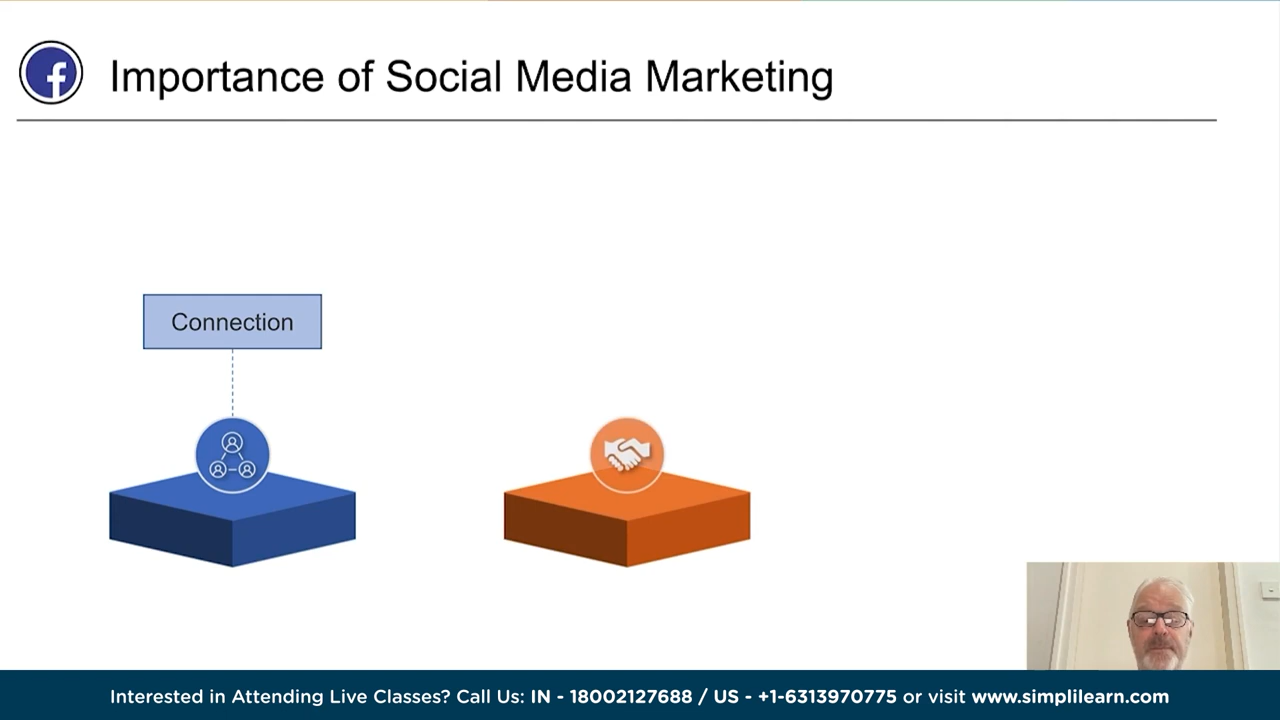 Importance of Social Media Marketing
Connection
Interested in Attending Live Classes? Call Us: IN - 18002127688 / US - +1-6313970775 or visit www.simplilearn.com